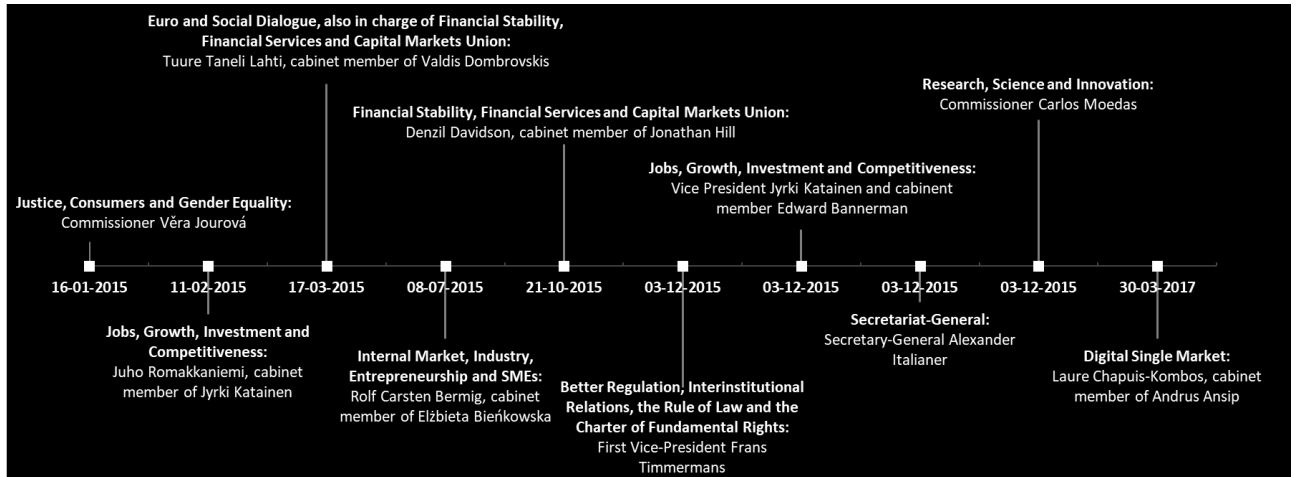 Euro and Social Dialogue, also in charge of Financial Stability,
Financial Services and Capital Markets Union:
Tuure Taneli Lahti, cabinet member of Valdis Dombrovskis
Research, Science and Innovation:
Commissioner Carlos Moedas
Financial Stability, Financial Services and Capital Markets Union:
Denzil Davidson, cabinet member of Jonathan Hill
Jobs, Growth, Investment and Competitiveness:
Vice President Jyrki Katainen and cabinent
member Edward Bannerman
Justice, Consumers and Gender Equality:
Commissioner Věra Jourová
16-01-2015
11-02-2015
17-03-2015
08-07-2015
21-10-2015
03-12-2015
03-12-2015
03-12-2015
03-12-2015
30-03-2017
Jobs, Growth, Investment and
Competitiveness:
Juho Romakkaniemi, cabinet
member of Jyrki Katainen
Internal Market, Industry,
Entrepreneurship and SMEs:
Rolf Carsten Bermig, cabinet
member of Elżbieta Bieńkowska
Better Regulation, Interinstitutional
Relations, the Rule of Law and the
Charter of Fundamental Rights:
First Vice-President Frans
Timmermans
Secretariat-General:
Secretary-General Alexander
Italianer
Digital Single Market:
Laure Chapuis-Kombos, cabinet
member of Andrus Ansip